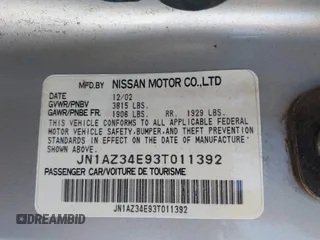 MFD.BY NISSAN MOTOR CO.,LTD
DATE 12/02
GVWR/PNBV 3815 LBS.
GAWR/PNBE FR. 1906 LBS. RR. 1929 LBS.
THIS VEHICLE CONFORMS TO ALL APPLICABLE FEDERAL
MOTOR VEHICLE SAFETY, BUMPER, AND THEFT PREVENTION
STANDARDS IN EFFECT ON THE DATE OF MANUFACTURE
SHOWN ABOVE.
JN1AZ34E93T011392
PASSENGER CAR/VOITURE DE TOURISME
JN1AZ34E93T011392
DREAMBID